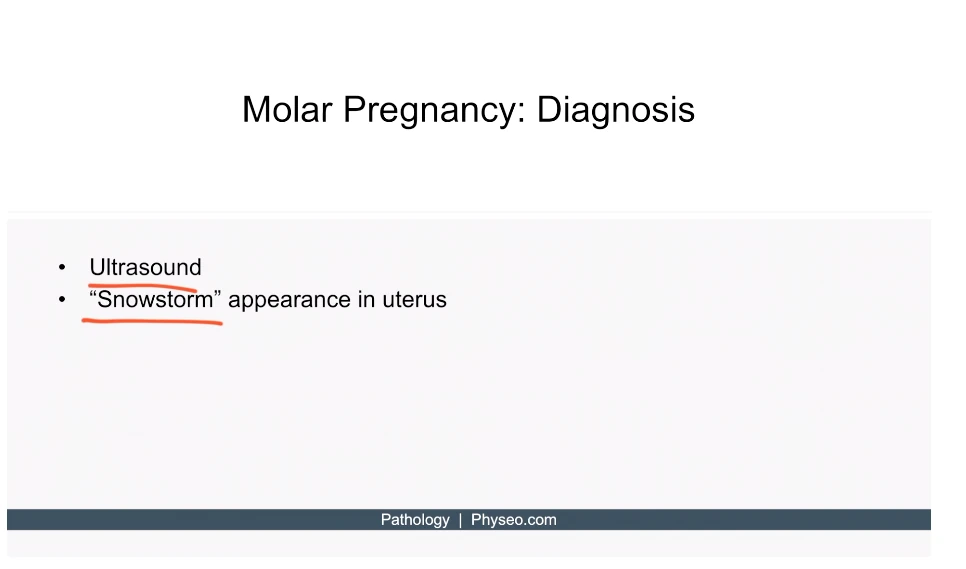 Molar Pregnancy: Diagnosis
• Ultrasound
• “Snowstorm” appearance in uterus
Pathology | Physeo.com